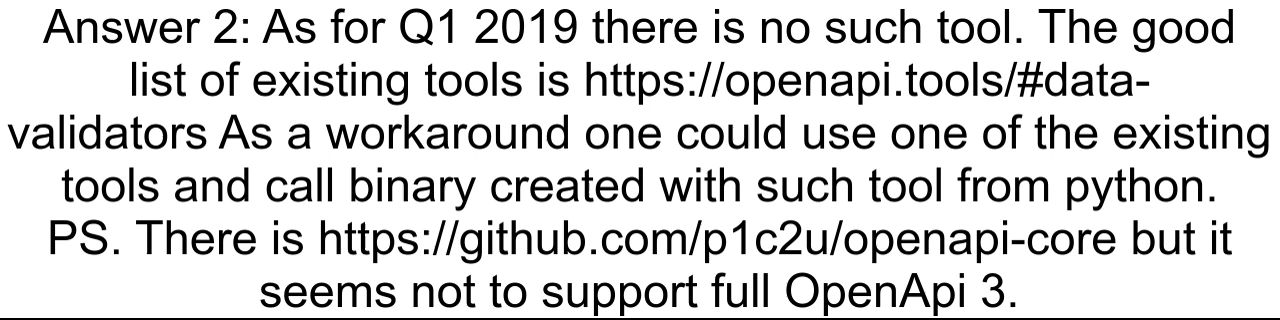 Answer 2: As for Q1 2019 there is no such tool. The good
list of existing tools is https://openapi.tools/#data-
validators As a workaround one could use one of the existing
tools and call binary created with such tool from python.
PS. There is https://github.com/p1c2u/openapi-core but it
seems not to support full OpenApi 3.